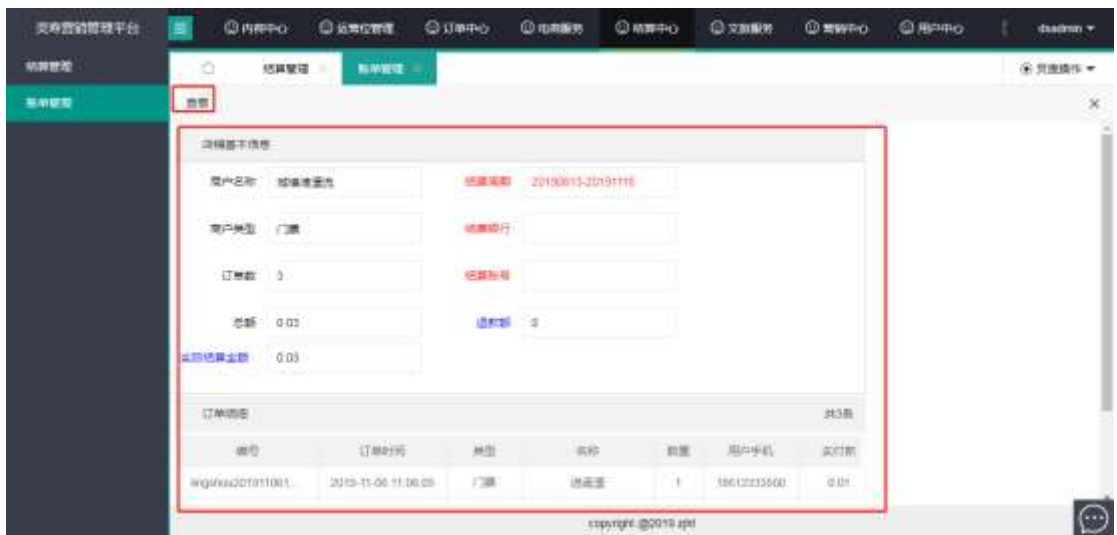 灵寿营销管理平台
内容中心
运营位管理
订单中心
电商服务
结算中心
文旅服务
营销中心
用户中心
dsadmin
结算管理
结算管理
账单管理
页面操作
账单管理
查看
店铺基本信息
商户名称
结算周期
商户类型 门票
结算银行
订单数 3
结算账号
总额 0.03
退款额 0
实际结算金额 0.03
订单明细
共3条
编号 订单时间 类型 名称 数量 用户手机 实付款
门票 1 0.01
copyright @2019 zjhl